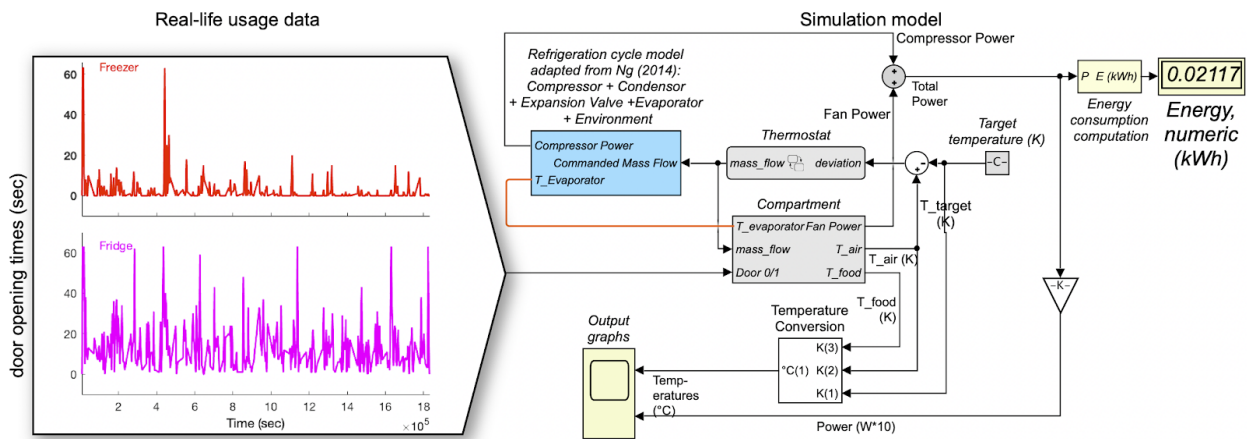 Real-life usage data
Simulation model
door opening times (sec)
Freezer
60
40
20
0
Fridge
60
40
20
0
2 4 6 8 10 12 14 16 18
Time (sec)
×10⁵
Refrigeration cycle model
adapted from Ng (2014):
Compressor + Condensor
+ Expansion Valve +Evaporator
+ Environment
Compressor Power
Commanded Mass Flow
T_Evaporator
Compressor Power
+
+
Total
Power
Fan Power
P E (kWh)
Energy
consumption
computation
0.02117
Energy,
numeric
(kWh)
Thermostat
mass_flow
deviation
-
+
Target
temperature (K)
-C-
T_target
(K)
Compartment
T_evaporator Fan Power
mass_flow
T_air
Door 0/1
T_food
T_air (K)
T_food
(K)
-K-
Temperature
Conversion
K(3)
°C(1)
K(2)
K(1)
Output
graphs
Temp-
eratures
(°C)
Power (W*10)